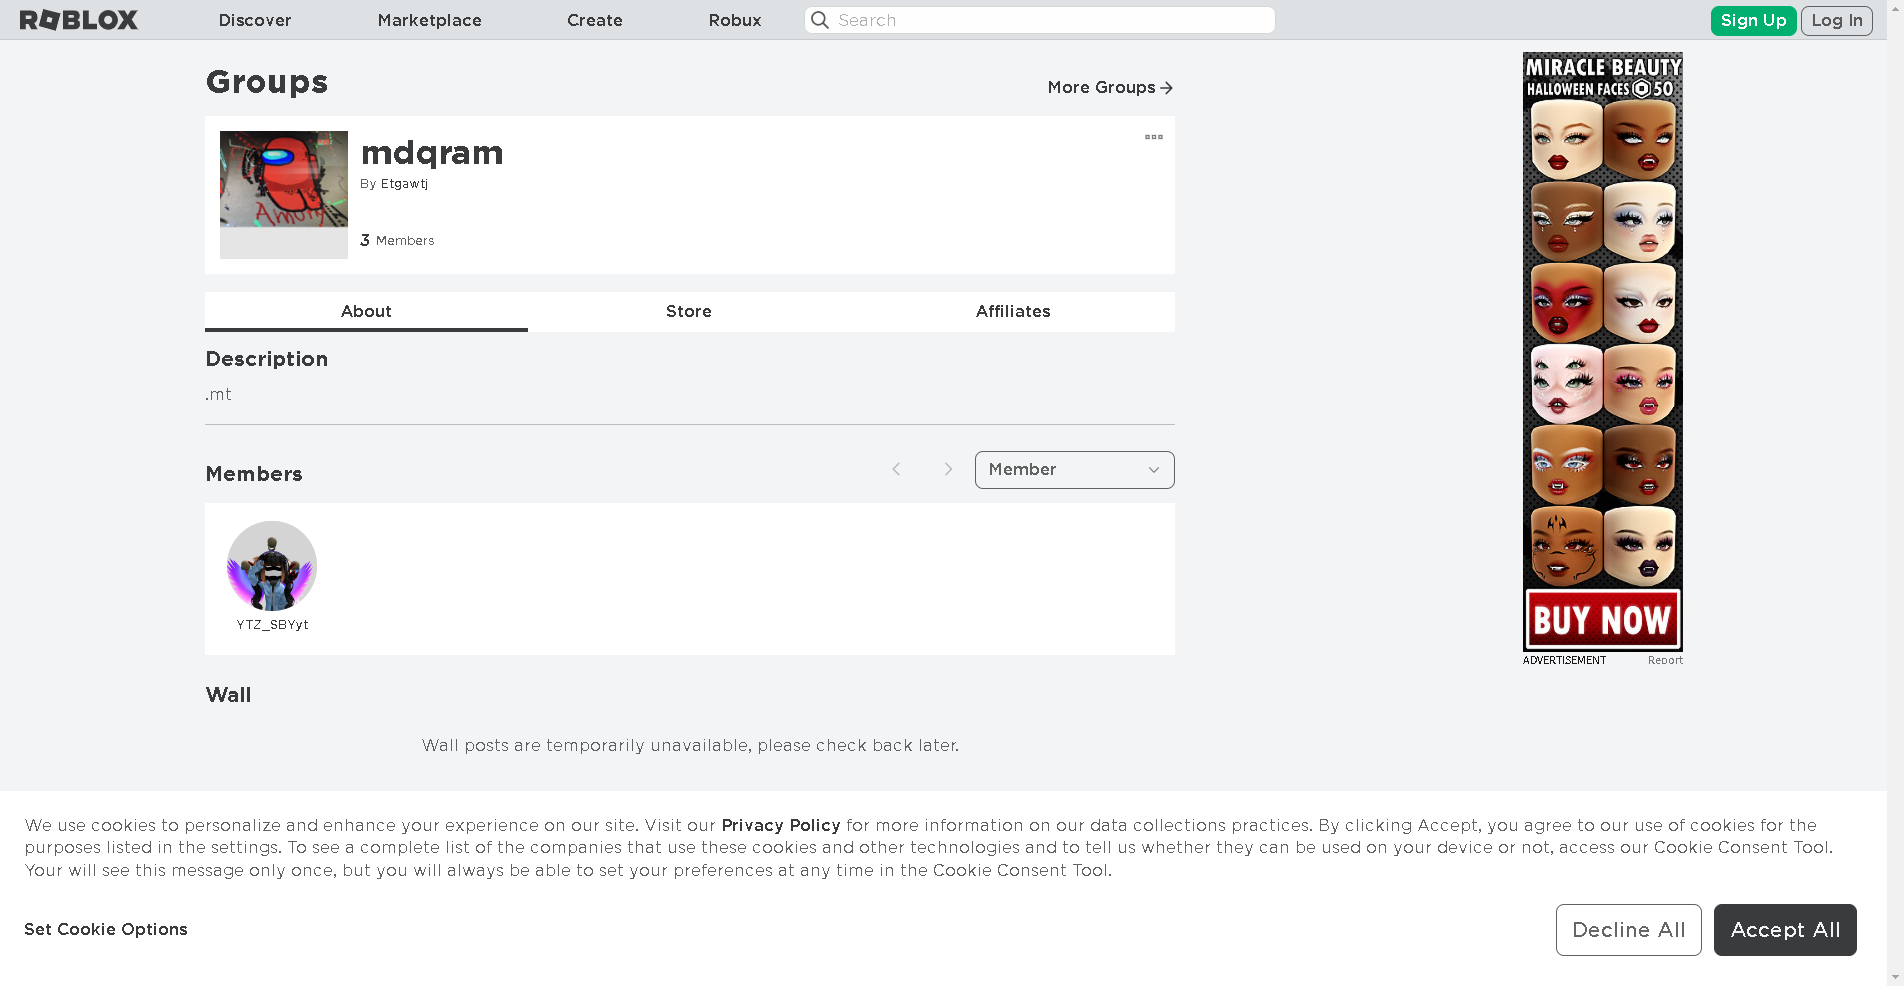 ROBLOX
Discover
Marketplace
Create
Robux
Search
Sign Up
Log In
Groups
More Groups
Among
mdqram
By Etgawtj
3 Members
About
Store
Affiliates
Description
.mt
Members
Member
YTZ_SBYyt
Wall
Wall posts are temporarily unavailable, please check back later.
MIRACLE BEAUTY
HALLOWEEN FACES 50
BUY NOW
ADVERTISEMENT
Report
We use cookies to personalize and enhance your experience on our site. Visit our Privacy Policy for more information on our data collections practices. By clicking Accept, you agree to our use of cookies for the
purposes listed in the settings. To see a complete list of the companies that use these cookies and other technologies and to tell us whether they can be used on your device or not, access our Cookie Consent Tool.
Your will see this message only once, but you will always be able to set your preferences at any time in the Cookie Consent Tool.
Set Cookie Options
Decline All
Accept All